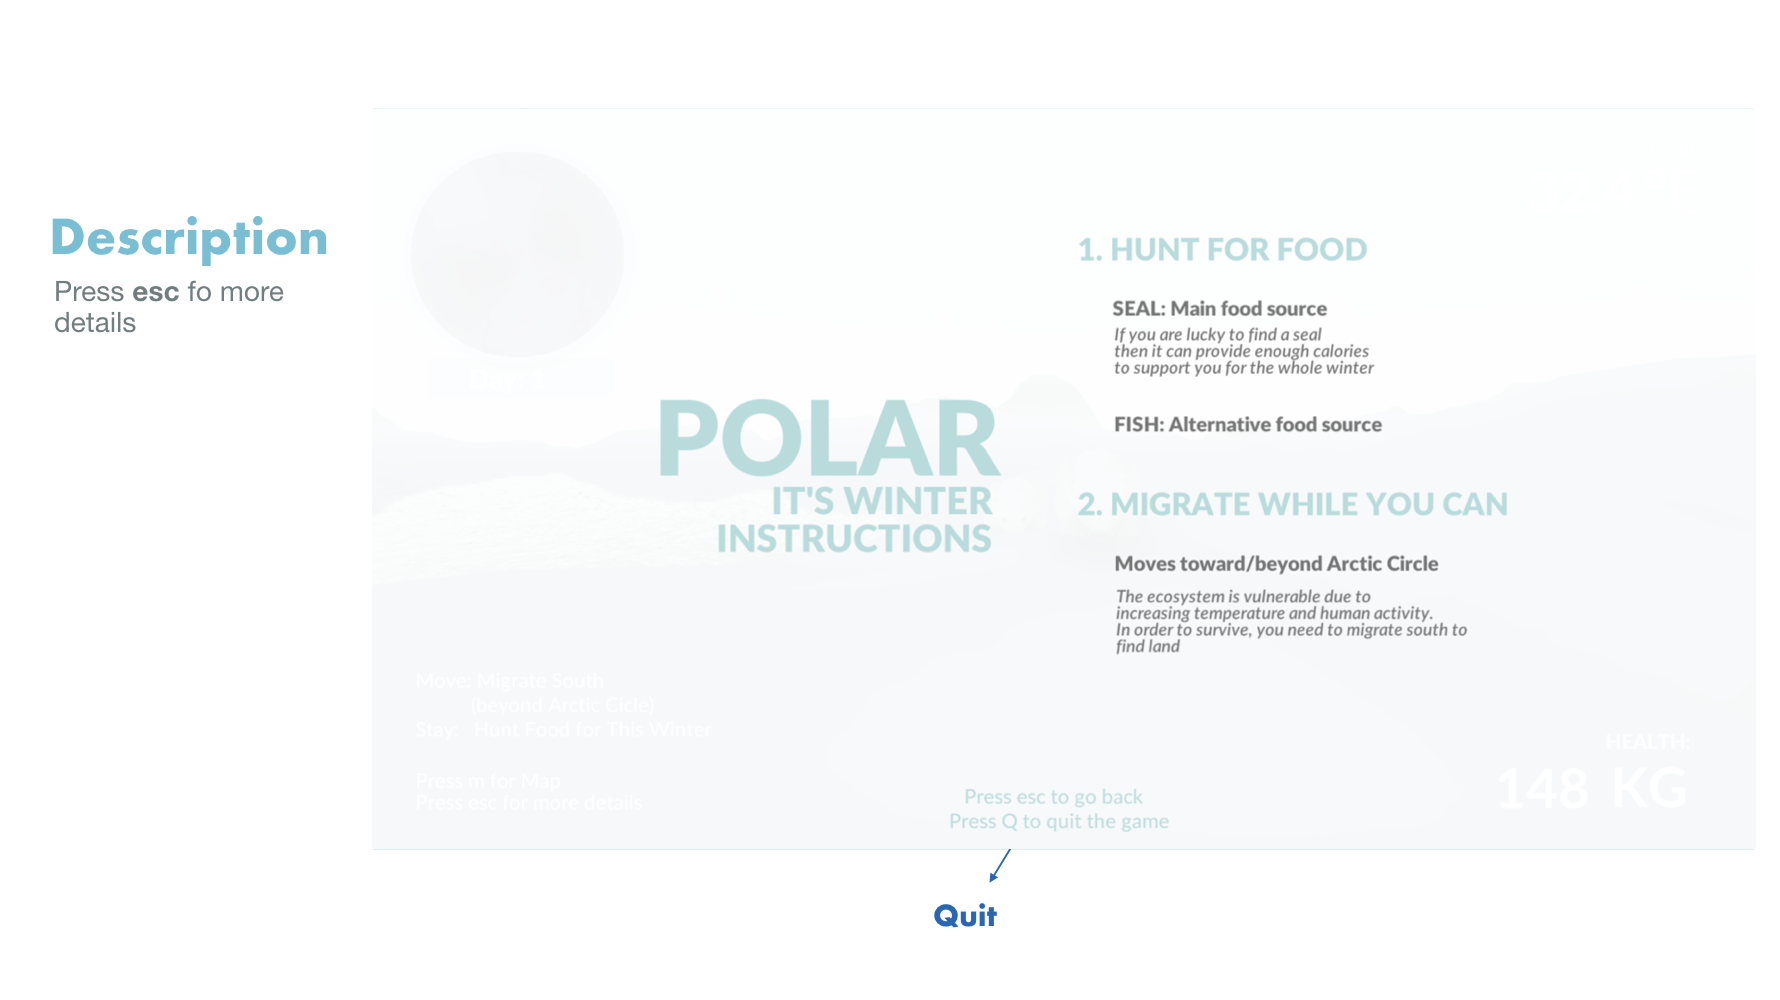 Description
Press esc fo more
details
POLAR
IT'S WINTER
INSTRUCTIONS
1. HUNT FOR FOOD
SEAL: Main food source
If you are lucky to find a seal
then it can provide enough calories
to support you for the whole winter
FISH: Alternative food source
2. MIGRATE WHILE YOU CAN
Moves toward/beyond Arctic Circle
The ecosystem is vulnerable due to
increasing temperature and human activity.
In order to survive, you need to migrate south to
find land
Move: Migrate South
(beyond Arctic Cicle)
Stay: Hunt Food for This Winter
Press m for Map
Press esc for more details
HEALTH:
148 KG
Press esc to go back
Press Q to quit the game
Quit